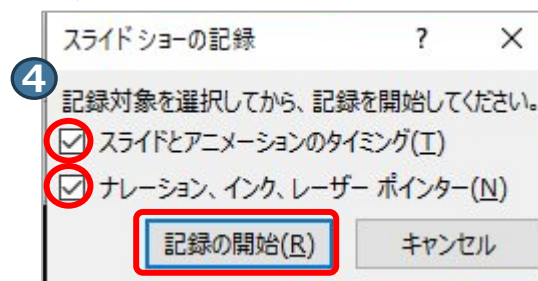 スライド ショーの記録 ? ×
4
記録対象を選択してから、記録を開始してください。
スライドとアニメーションのタイミング(T)
ナレーション、インク、レーザー ポインター(N)
記録の開始(R) キャンセル